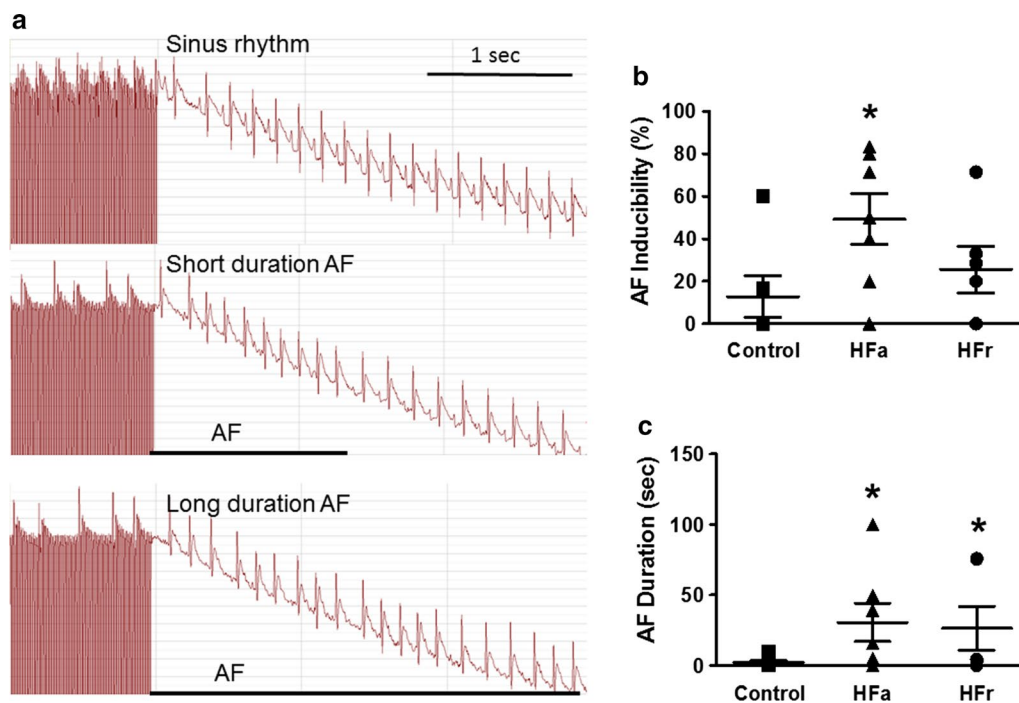 a
Sinus rhythm
1 sec
Short duration AF
AF
Long duration AF
AF
b
AF Inducibility (%)
100
80
60
40
20
0
*
Control HFa HFr
c
AF Duration (sec)
150
100
50
0
* *
Control HFa HFr